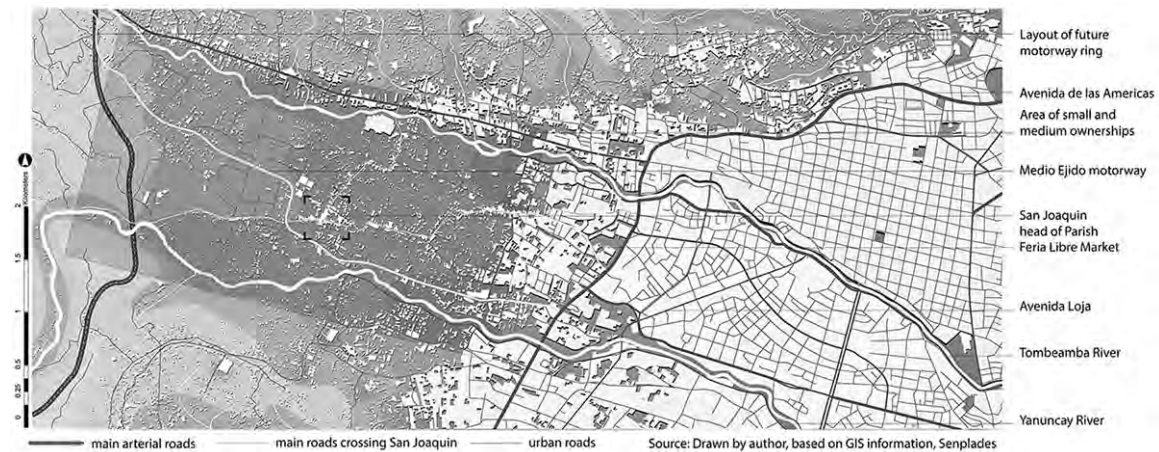 Layout of future
motorway ring
Avenida de las Americas
Area of small and
medium ownerships
Medio Ejido motorway
San Joaquin
head of Parish
Feria Libre Market
Avenida Loja
Tombeamba River
Yanuncay River
Kilometers
2
1.5
1
0.5
0.25
0
main arterial roads
main roads crossing San Joaquin
urban roads
Source: Drawn by author, based on GIS information, Senplades